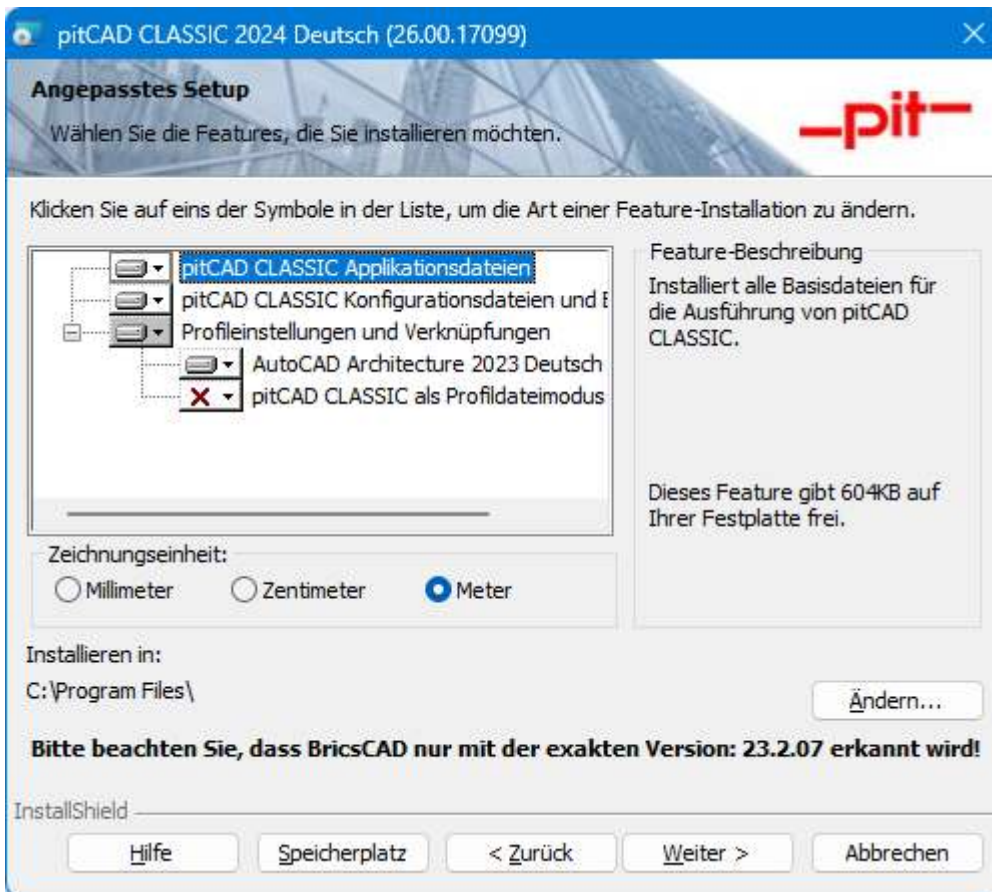 pitCAD CLASSIC 2024 Deutsch (26.00.17099)
Angepasstes Setup
Wählen Sie die Features, die Sie installieren möchten.
pit
Klicken Sie auf eins der Symbole in der Liste, um die Art einer Feature-Installation zu ändern.
pitCAD CLASSIC Applikationsdateien
pitCAD CLASSIC Konfigurationsdateien und
Profileinstellungen und Verknüpfungen
AutoCAD Architecture 2023 Deutsch
pitCAD CLASSIC als Profildateimodus
Feature-Beschreibung
Installiert alle Basisdateien für
die Ausführung von pitCAD
CLASSIC.
Dieses Feature gibt 604KB auf
Ihrer Festplatte frei.
Zeichnungseinheit:
Millimeter Zentimeter Meter
Installieren in:
C:\Program Files\
Ändern...
Bitte beachten Sie, dass BricsCAD nur mit der exakten Version: 23.2.07 erkannt wird!
InstallShield
Hilfe Speicherplatz < Zurück Weiter > Abbrechen